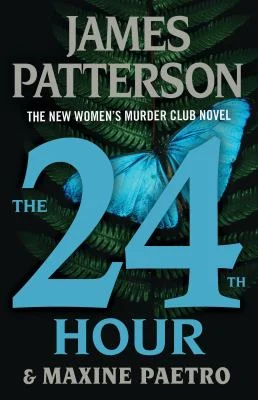 JAMES
PATTERSON
THE NEW WOMEN'S MURDER CLUB NOVEL
THE 24TH
HOUR
& MAXINE PAETRO